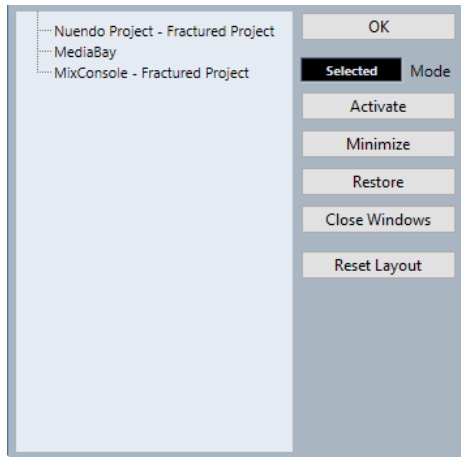 Nuendo Project - Fractured Project
MediaBay
MixConsole - Fractured Project
OK
Selected Mode
Activate
Minimize
Restore
Close Windows
Reset Layout